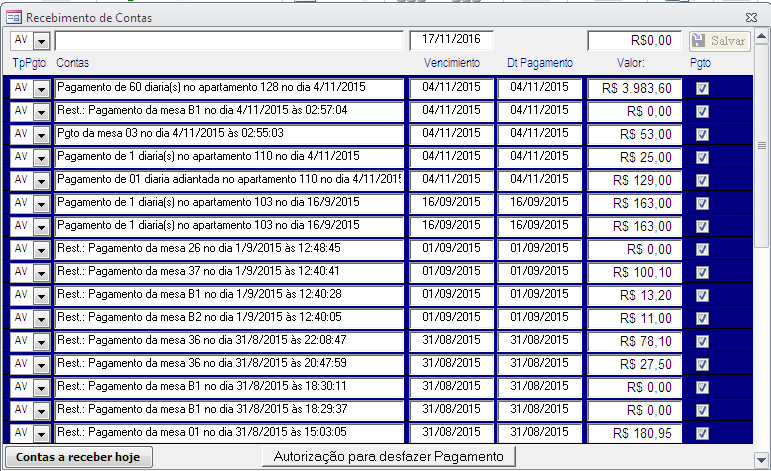 Recebimento de Contas
AV 17/11/2016 R$0,00 Salvar
TpPgto Contas Vencimiento Dt Pagamento Valor: Pgto
AV Pagamento de 60 diaria(s) no apartamento 128 no dia 4/11/2015 04/11/2015 04/11/2015 R$ 3.983,60
AV Rest.: Pagamento da mesa B1 no dia 4/11/2015 às 02:57:04 04/11/2015 04/11/2015 R$ 0,00
AV Pgto da mesa 03 no dia 4/11/2015 às 02:55:03 04/11/2015 04/11/2015 R$ 53,00
AV Pagamento de 1 diaria(s) no apartamento 110 no dia 4/11/2015 04/11/2015 04/11/2015 R$ 25,00
AV Pagamento de 01 diaria adiantada no apartamento 110 no dia 4/11/2015 04/11/2015 04/11/2015 R$ 129,00
AV Pagamento de 1 diaria(s) no apartamento 103 no dia 16/9/2015 16/09/2015 16/09/2015 R$ 163,00
AV Pagamento de 1 diaria(s) no apartamento 103 no dia 16/9/2015 16/09/2015 16/09/2015 R$ 163,00
AV Rest.: Pagamento da mesa 26 no dia 1/9/2015 às 12:48:45 01/09/2015 01/09/2015 R$ 0,00
AV Rest.: Pagamento da mesa 37 no dia 1/9/2015 às 12:40:41 01/09/2015 01/09/2015 R$ 100,10
AV Rest.: Pagamento da mesa B1 no dia 1/9/2015 às 12:40:28 01/09/2015 01/09/2015 R$ 13,20
AV Rest.: Pagamento da mesa B2 no dia 1/9/2015 às 12:40:05 01/09/2015 01/09/2015 R$ 11,00
AV Rest.: Pagamento da mesa 36 no dia 31/8/2015 às 22:08:47 31/08/2015 31/08/2015 R$ 78,10
AV Rest.: Pagamento da mesa 36 no dia 31/8/2015 às 20:47:59 31/08/2015 31/08/2015 R$ 27,50
AV Rest.: Pagamento da mesa B1 no dia 31/8/2015 às 18:30:11 31/08/2015 31/08/2015 R$ 0,00
AV Rest.: Pagamento da mesa B1 no dia 31/8/2015 às 18:29:37 31/08/2015 31/08/2015 R$ 0,00
AV Rest.: Pagamento da mesa 01 no dia 31/8/2015 às 15:03:05 31/08/2015 31/08/2015 R$ 180,95
Contas a receber hoje Autorização para desfazer Pagamento